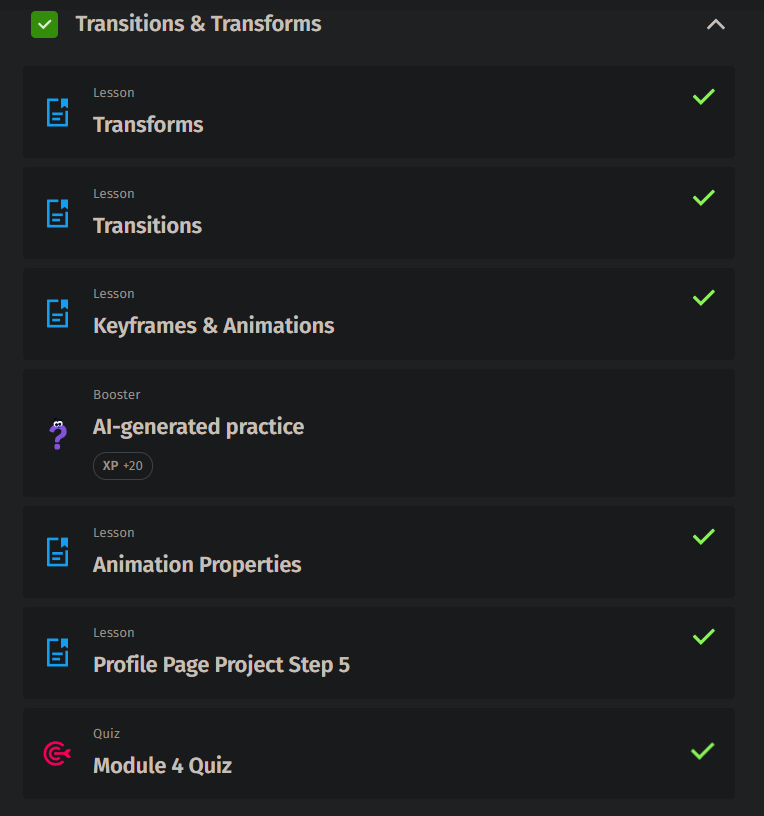 Transitions & Transforms
Lesson
Transforms
Lesson
Transitions
Lesson
Keyframes & Animations
Booster
AI-generated practice
XP +20
Lesson
Animation Properties
Lesson
Profile Page Project Step 5
Quiz
Module 4 Quiz